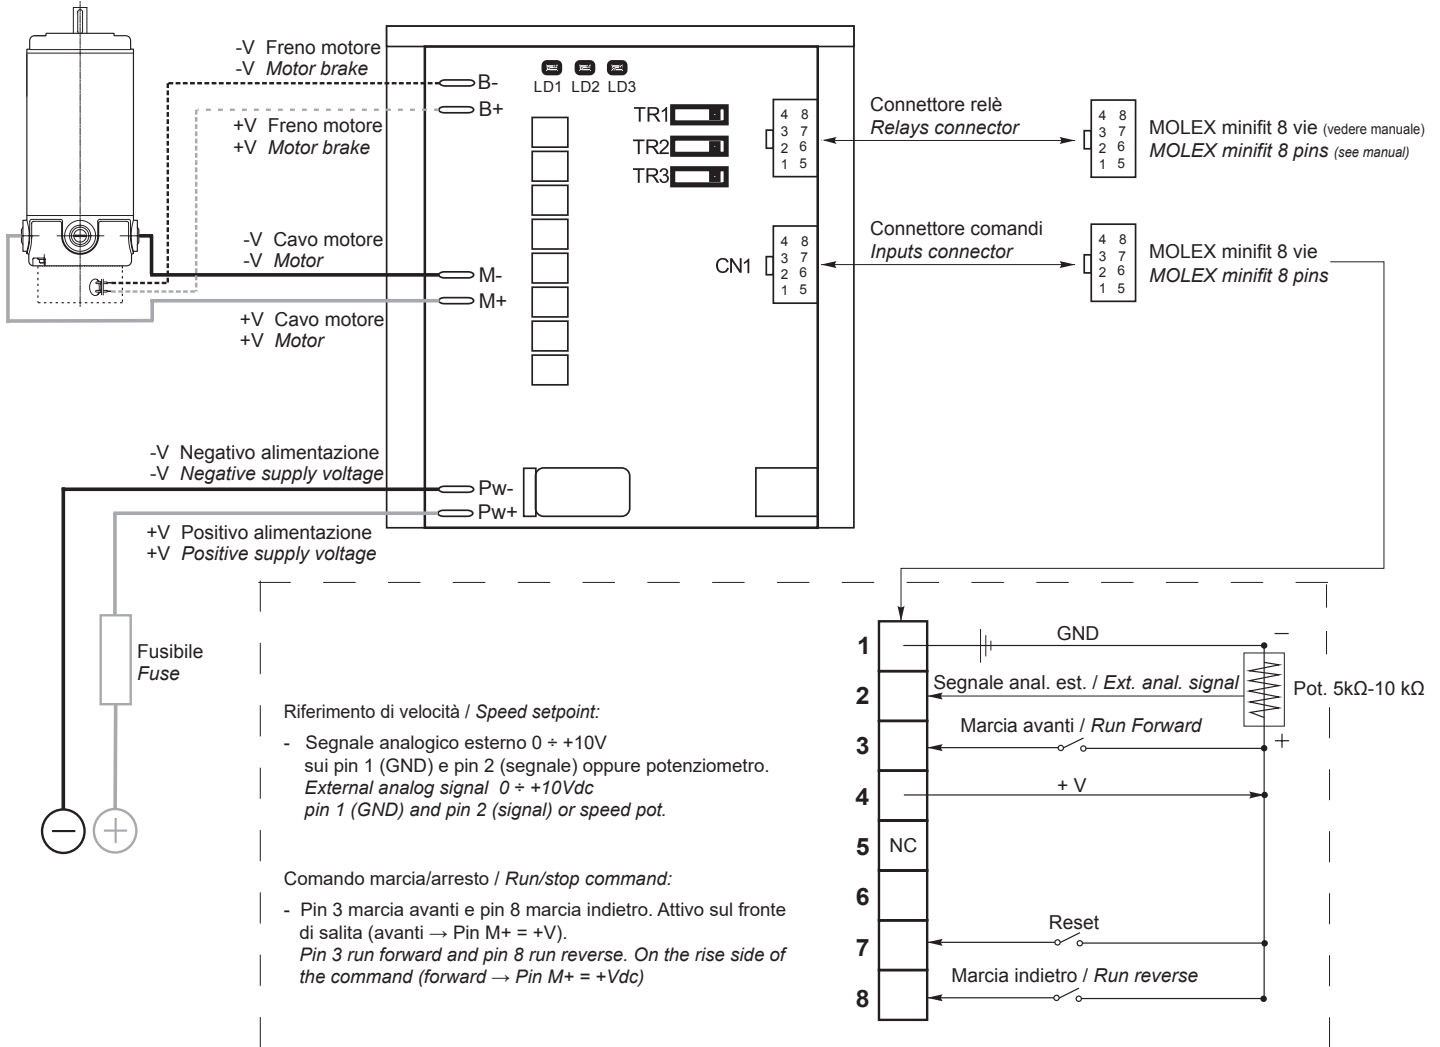 -V Freno motore
-V Motor brake
+V Freno motore
+V Motor brake
-V Cavo motore
-V Motor
+V Cavo motore
+V Motor
-V Negativo alimentazione
-V Negative supply voltage
+V Positivo alimentazione
+V Positive supply voltage
Fusibile
Fuse
B-
B+
M-
M+
Pw-
Pw+
LD1 LD2 LD3
TR1
TR2
TR3
4 8
3 7
2 6
1 5
Connettore relè
Relays connector
4 8
3 7
2 6
1 5
MOLEX minifit 8 vie (vedere manuale)
MOLEX minifit 8 pins (see manual)
CN1
4 8
3 7
2 6
1 5
Connettore comandi
Inputs connector
4 8
3 7
2 6
1 5
MOLEX minifit 8 vie
MOLEX minifit 8 pins
Riferimento di velocità / Speed setpoint:
- Segnale analogico esterno 0 ÷ +10V
sui pin 1 (GND) e pin 2 (segnale) oppure potenziometro.
External analog signal 0 ÷ +10Vdc
pin 1 (GND) and pin 2 (signal) or speed pot.
Comando marcia/arresto / Run/stop command:
- Pin 3 marcia avanti e pin 8 marcia indietro. Attivo sul fronte
di salita (avanti → Pin M+ = +V).
Pin 3 run forward and pin 8 run reverse. On the rise side of
the command (forward → Pin M+ = +Vdc)
1 GND −
2 Segnale anal. est. / Ext. anal. signal Pot. 5kΩ-10 kΩ
3 Marcia avanti / Run Forward +
4 + V
5 NC
6
7 Reset
8 Marcia indietro / Run reverse